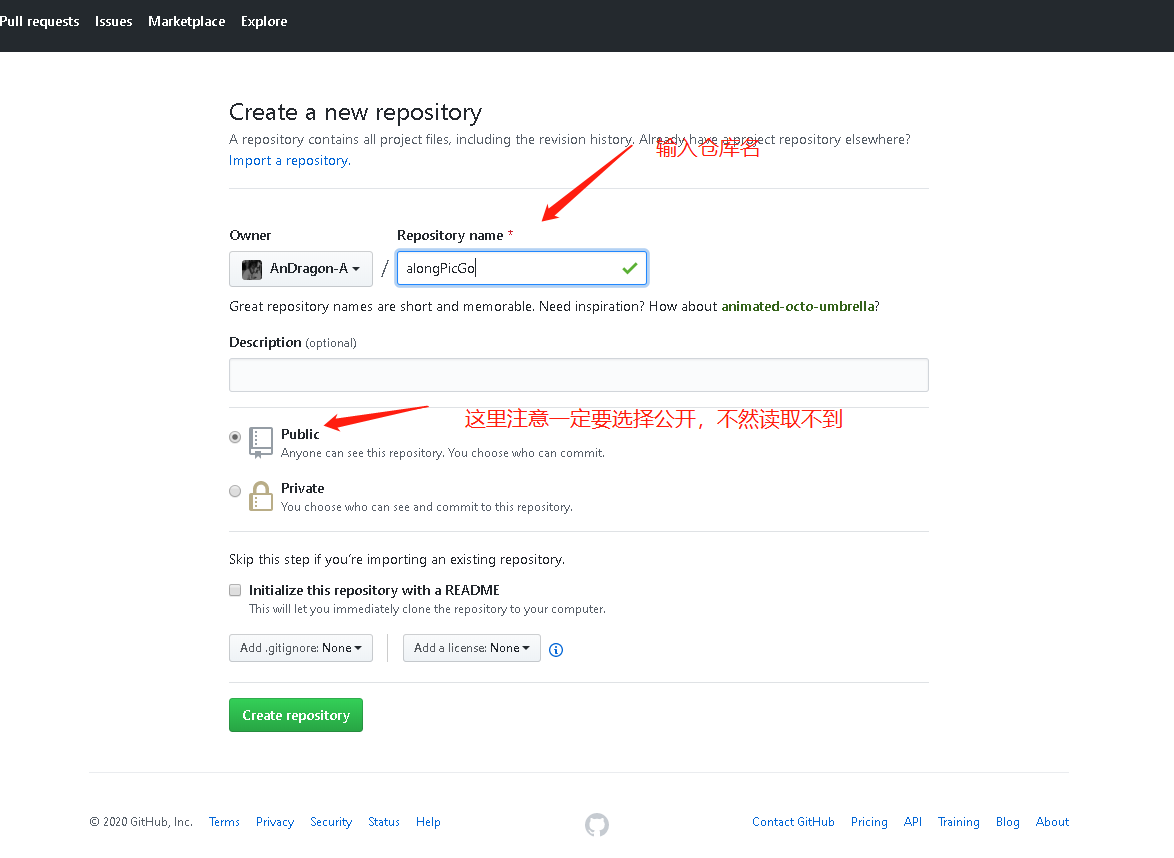 Pull requests Issues Marketplace Explore
Create a new repository
A repository contains all project files, including the revision history. Already have a project repository elsewhere?
输入仓库名
Import a repository.
Owner Repository name *
AnDragon-A / alongPicGo
Great repository names are short and memorable. Need inspiration? How about animated-octo-umbrella?
Description (optional)
这里注意一定要选择公开，不然读取不到
Public
Anyone can see this repository. You choose who can commit.
Private
You choose who can see and commit to this repository.
Skip this step if you're importing an existing repository.
Initialize this repository with a README
This will let you immediately clone the repository to your computer.
Add .gitignore: None Add a license: None
Create repository
© 2020 GitHub, Inc. Terms Privacy Security Status Help Contact GitHub Pricing API Training Blog About